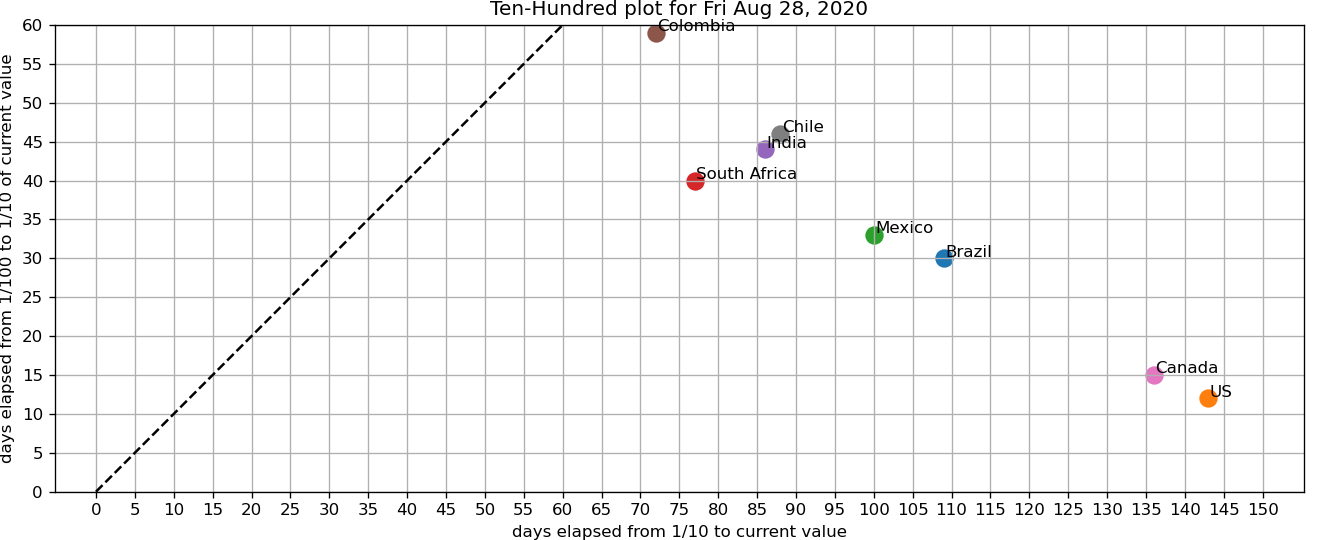 Ten-Hundred plot for Fri Aug 28, 2020
days elapsed from 1/100 to 1/10 of current value
60
55
50
45
40
35
30
25
20
15
10
5
0
Colombia
Chile
India
South Africa
Mexico
Brazil
Canada
US
0 5 10 15 20 25 30 35 40 45 50 55 60 65 70 75 80 85 90 95 100 105 110 115 120 125 130 135 140 145 150
days elapsed from 1/10 to current value